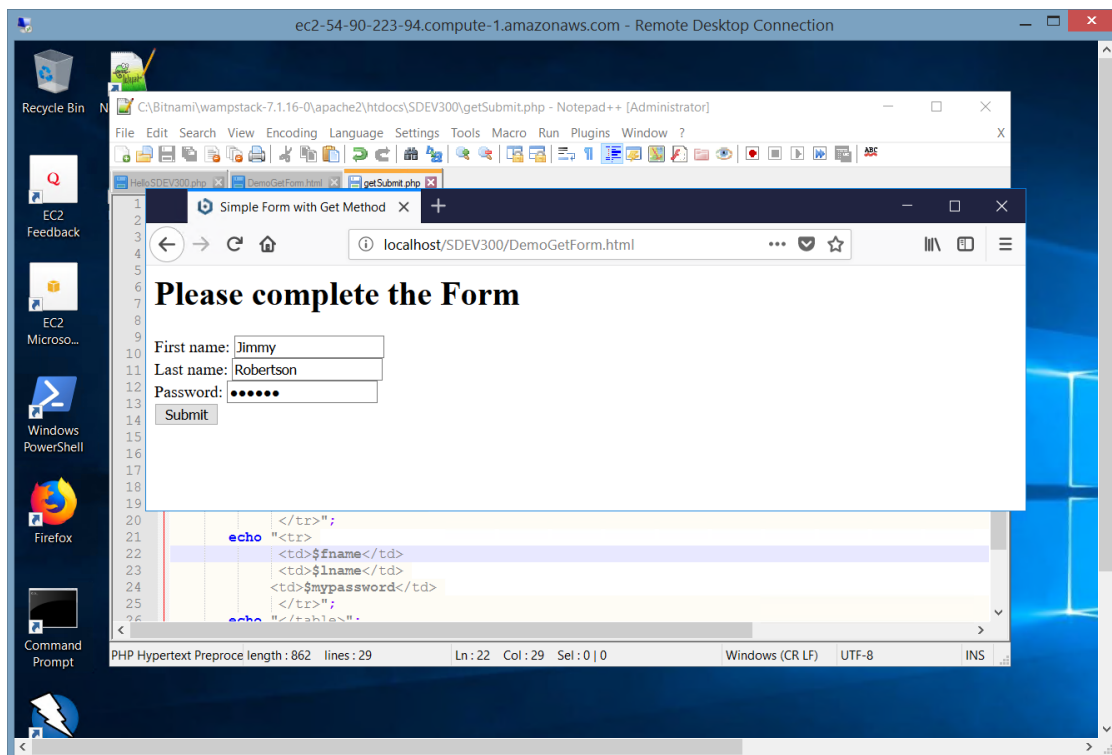 ec2-54-90-223-94.compute-1.amazonaws.com - Remote Desktop Connection
Recycle Bin
N
C:\Bitnami\wampstack-7.1.16-0\apache2\htdocs\SDEV300\getSubmit.php - Notepad++ [Administrator]
File Edit Search View Encoding Language Settings Tools Macro Run Plugins Window ?
X
ABC
HelloSDEV300.php
DemoGetForm.html
getSubmit.php
Simple Form with Get Method
localhost/SDEV300/DemoGetForm.html
Please complete the Form
First name: Jimmy
Last name: Robertson
Password: ●●●●●●
Submit
EC2
Feedback
EC2
Microso...
Windows
PowerShell
Firefox
Command
Prompt
1
2
3
4
5
6
7
8
9
10
11
12
13
14
15
16
17
18
19
20 </tr>";
21 echo "<tr>
22 <td>$fname</td>
23 <td>$lname</td>
24 <td>$mypassword</td>
25 </tr>";
26 echo "</table>";
PHP Hypertext Preproce length : 862 lines : 29 Ln : 22 Col : 29 Sel : 0 | 0 Windows (CR LF) UTF-8 INS